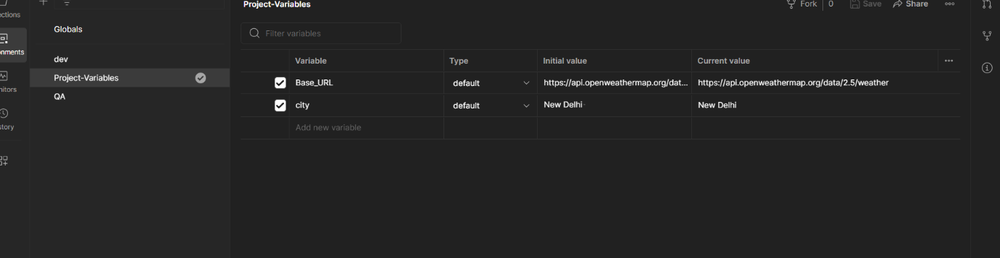 Project-Variables
Fork
0
Save
Share
ections
Globals
Filter variables
onments
dev
Variable
Type
Initial value
Current value
Project-Variables
Base_URL
default
https://api.openweathermap.org/dat...
https://api.openweathermap.org/data/2.5/weather
nitors
QA
city
default
New Delhi
New Delhi
story
Add new variable